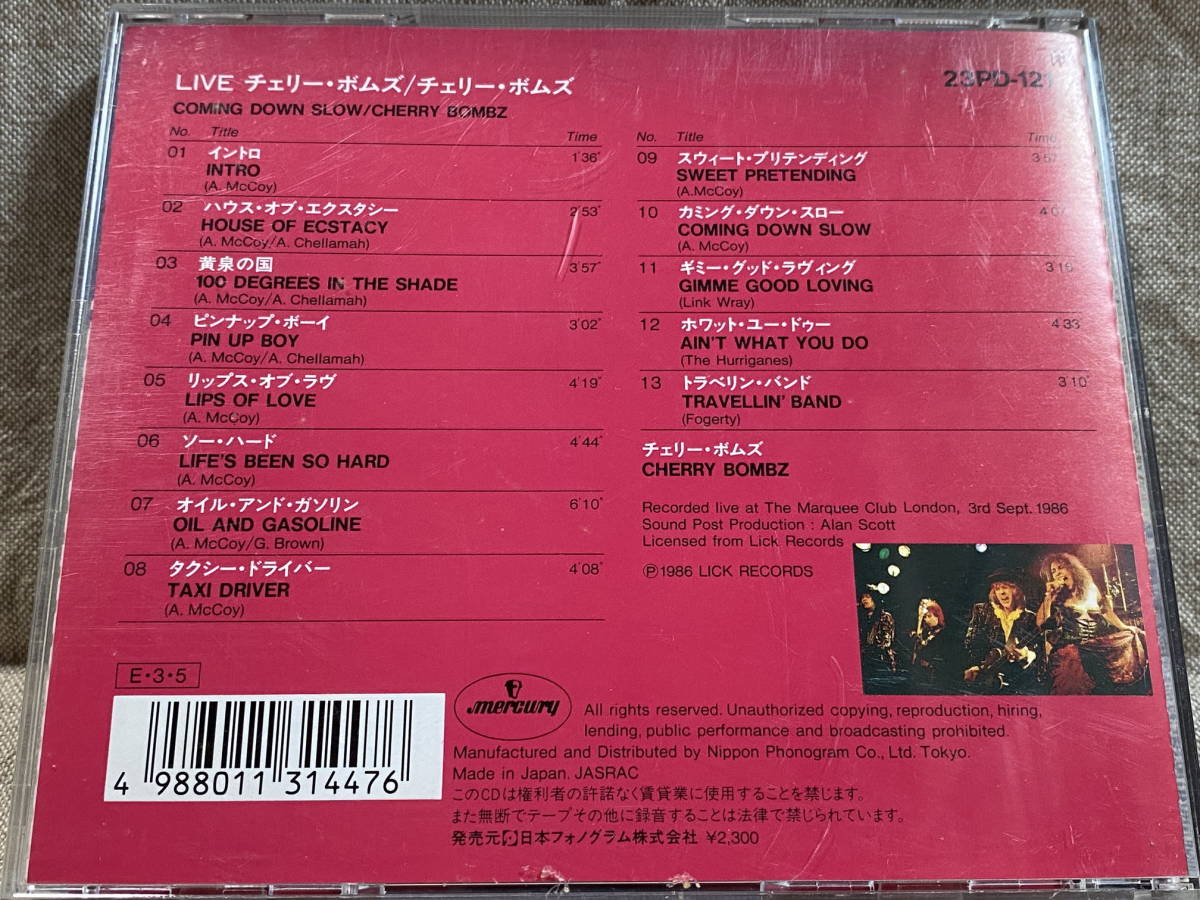 LIVE チェリー・ボムズ/チェリー・ボムズ
23PD-121
COMING DOWN SLOW/CHERRY BOMBZ
No. Title Time
01 イントロ 1'36"
INTRO
(A. McCoy)
02 ハウス・オブ・エクスタシー 2'53"
HOUSE OF ECSTACY
(A. McCoy/A. Chellamah)
03 黄泉の国 3'57"
100 DEGREES IN THE SHADE
(A. McCoy/A. Chellamah)
04 ピンナップ・ボーイ 3'02"
PIN UP BOY
(A. McCoy/A. Chellamah)
05 リップス・オブ・ラヴ 4'19"
LIPS OF LOVE
(A. McCoy)
06 ソー・ハード 4'44"
LIFE'S BEEN SO HARD
(A. McCoy)
07 オイル・アンド・ガソリン 6'10"
OIL AND GASOLINE
(A. McCoy/G. Brown)
08 タクシー・ドライバー 4'08"
TAXI DRIVER
(A. McCoy)
No. Title Time
09 スウィート・プリテンディング 3'57"
SWEET PRETENDING
(A.McCoy)
10 カミング・ダウン・スロー 4'07"
COMING DOWN SLOW
(A. McCoy)
11 ギミー・グッド・ラヴィング
GIMME GOOD LOVING
(Link Wray)
12 ホワット・ユー・ドゥー 4'33"
AIN'T WHAT YOU DO
(The Hurriganes)
13 トラベリン・バンド 3'10"
TRAVELLIN' BAND
(Fogerty)
チェリー・ボムズ
CHERRY BOMBZ
Recorded live at The Marquee Club London, 3rd Sept. 1986
Sound Post Production : Alan Scott
Licensed from Lick Records
Ⓟ1986 LICK RECORDS
E・3・5
4 988011 314476
mercury
All rights reserved. Unauthorized copying, reproduction, hiring,
lending, public performance and broadcasting prohibited.
Manufactured and Distributed by Nippon Phonogram Co., Ltd. Tokyo.
Made in Japan. JASRAC
このCDは権利者の許諾なく賃貸業に使用することを禁じます。
また無断でテープその他に録音することは法律で禁じられています。
発売元 日本フォノグラム株式会社 ¥2,300